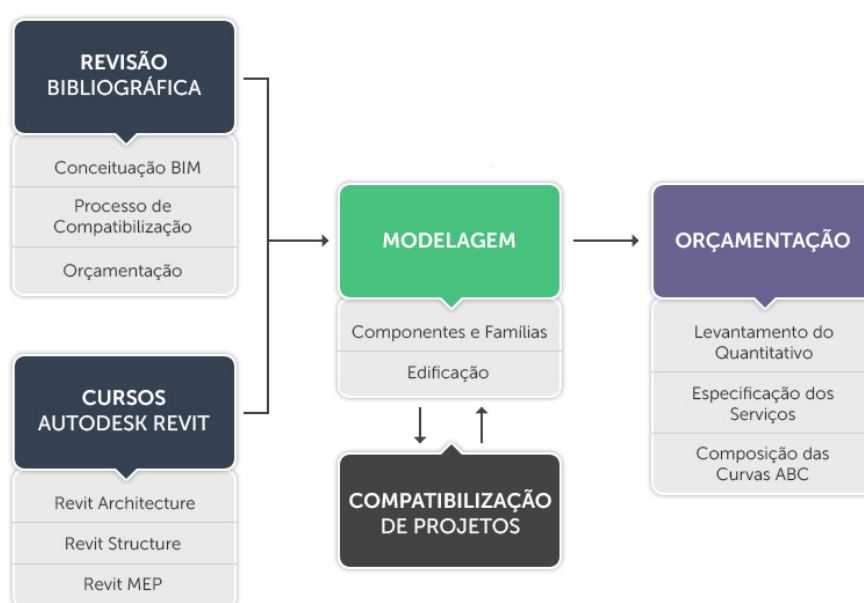 REVISÃO
BIBLIOGRÁFICA
Conceituação BIM
Processo de
Compatibilização
Orçamentação
CURSOS
AUTODESK REVIT
Revit Architecture
Revit Structure
Revit MEP
MODELAGEM
Componentes e Famílias
Edificação
COMPATIBILIZAÇÃO
DE PROJETOS
ORÇAMENTAÇÃO
Levantamento do
Quantitativo
Especificação dos
Serviços
Composição das
Curvas ABC